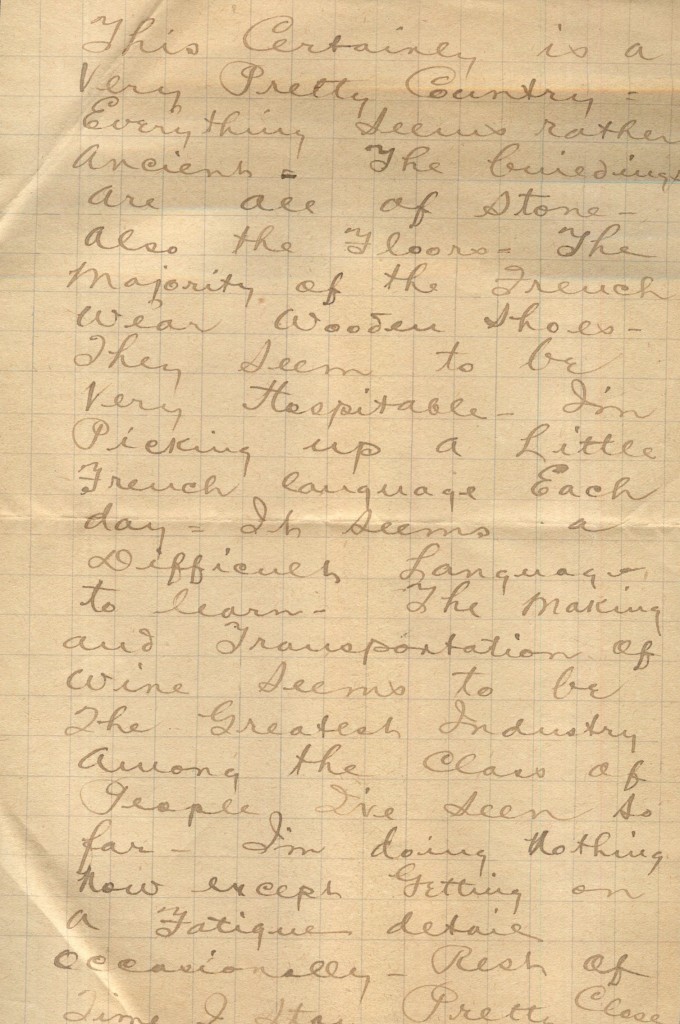 This Certainly is a
Very Pretty Country =
Everything Seems rather
Ancient = The buildings
Are all of Stone -
Also the Floors = The
Majority of the French
Wear Wooden Shoes -
They Seem to be
Very Hospitable - I'm
Picking up a Little
French language Each
day = It Seems a
Difficult Language
to learn - The Making
and Transportation of
Wine Seems to be
The Greatest Industry
Among the Class of
People I've Seen So
far - I'm doing Nothing
Now except Getting on
a Fatigue detail
Occasionally - Rest of
Time I Stay Pretty Close